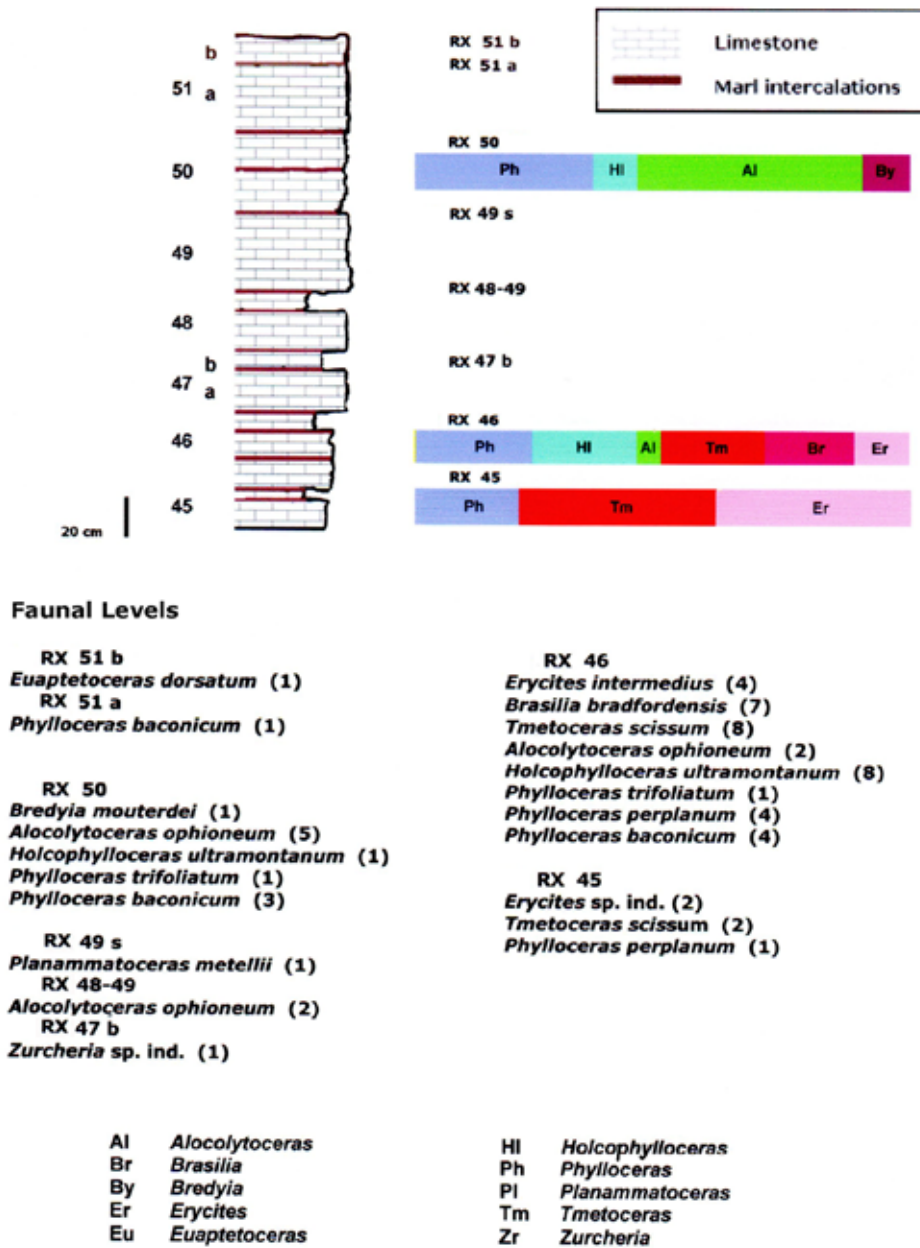 b
51
a
50
49
48
b
47
a
46
45
20 cm
RX 51 b
RX 51 a
RX 50
Ph Hl Al By
RX 49 s
RX 48-49
RX 47 b
RX 46
Ph Hl Al Tm Br Er
RX 45
Ph Tm Er
Limestone
Marl intercalations
Faunal Levels
RX 51 b
Euaptetoceras dorsatum (1)
RX 51 a
Phylloceras baconicum (1)
RX 50
Bredyia mouterdei (1)
Alocolytoceras ophioneum (5)
Holcophylloceras ultramontanum (1)
Phylloceras trifoliatum (1)
Phylloceras baconicum (3)
RX 49 s
Planammatoceras metellii (1)
RX 48-49
Alocolytoceras ophioneum (2)
RX 47 b
Zurcheria sp. ind. (1)
RX 46
Erycites intermedius (4)
Brasilia bradfordensis (7)
Tmetoceras scissum (8)
Alocolytoceras ophioneum (2)
Holcophylloceras ultramontanum (8)
Phylloceras trifoliatum (1)
Phylloceras perplanum (4)
Phylloceras baconicum (4)
RX 45
Erycites sp. ind. (2)
Tmetoceras scissum (2)
Phylloceras perplanum (1)
Al Alocolytoceras
Br Brasilia
By Bredyia
Er Erycites
Eu Euaptetoceras
Hl Holcophylloceras
Ph Phylloceras
Pl Planammatoceras
Tm Tmetoceras
Zr Zurcheria